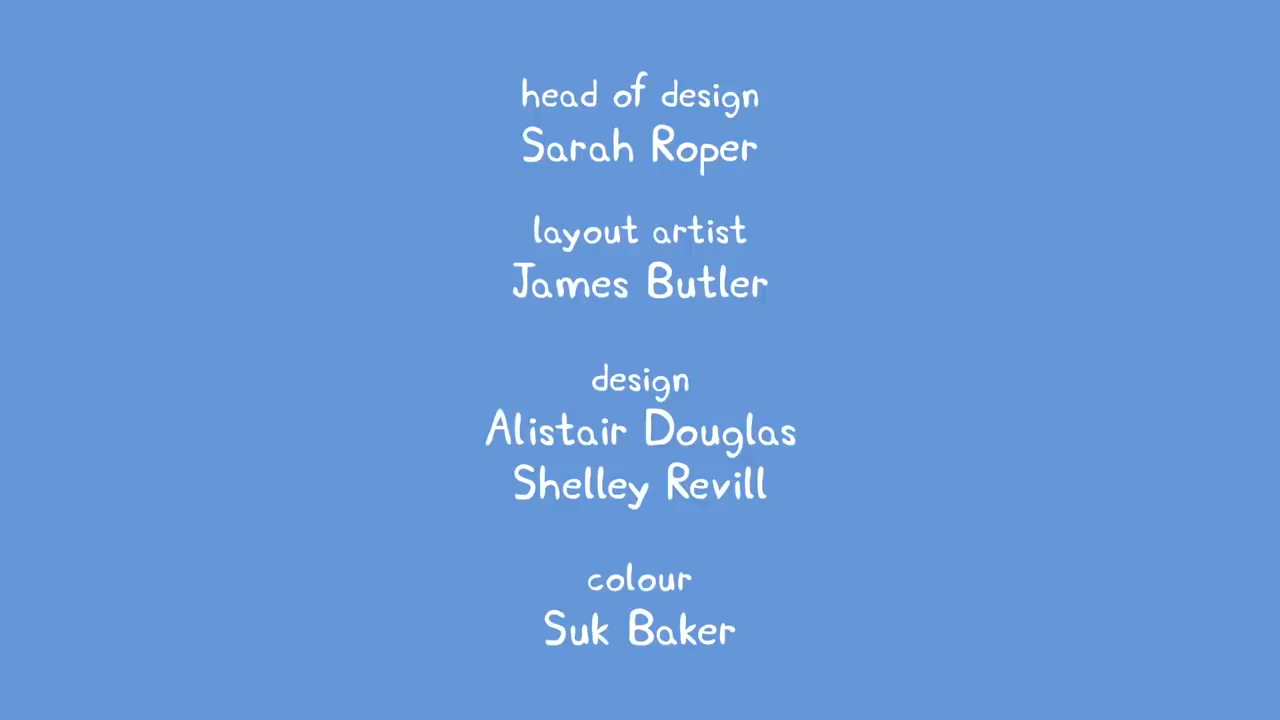 head of design
Sarah Roper
layout artist
James Butler
design
Alistair Douglas
Shelley Revill
colour
Suk Baker